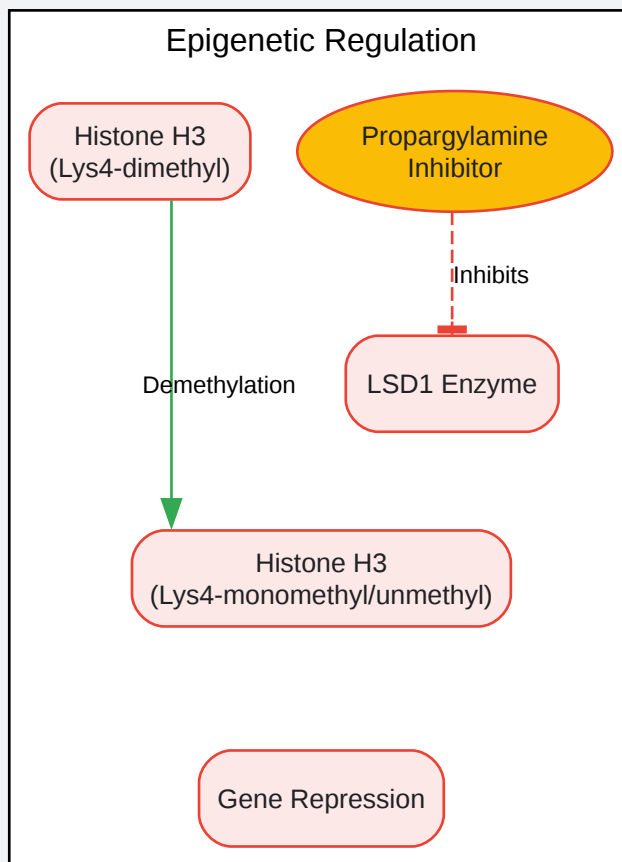 Epigenetic Regulation
Histone H3
(Lys4-dimethyl)
Propargylamine
Inhibitor
Inhibits
Demethylation
LSD1 Enzyme
Histone H3
(Lys4-monomethyl/unmethyl)
Gene Repression